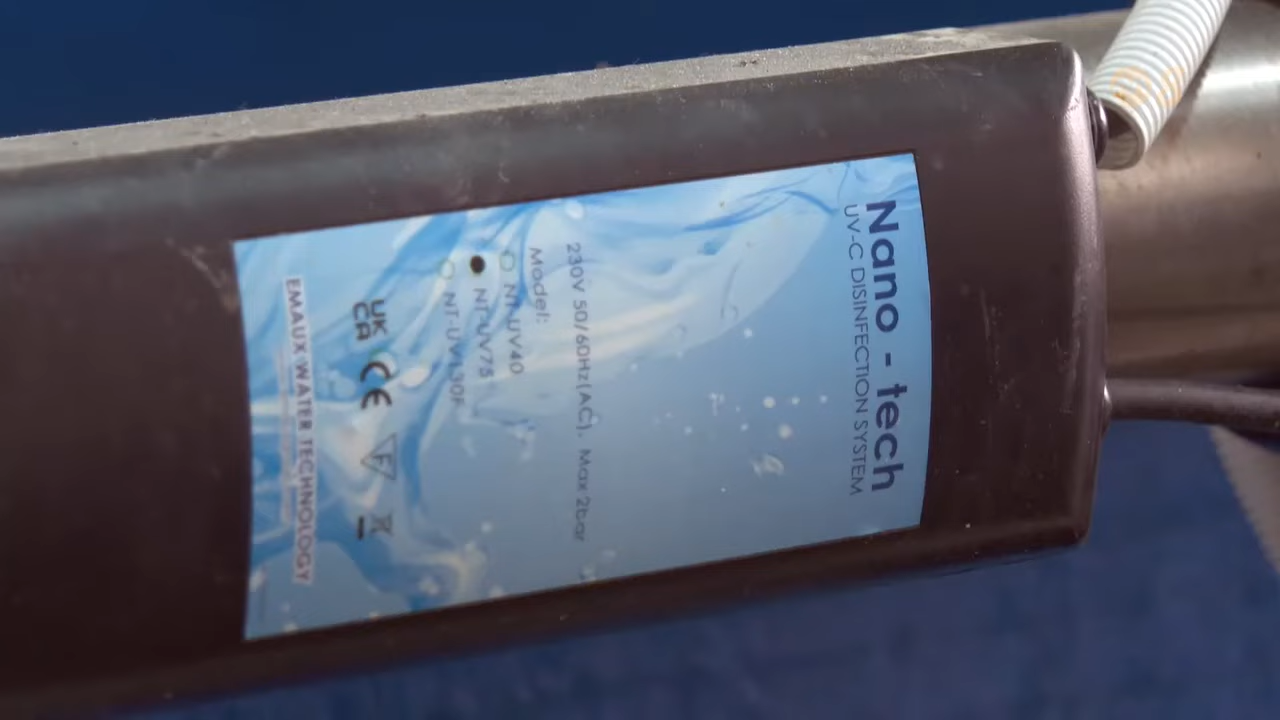 Nano - tech
UV-C DISINFECTION SYSTEM
230V 50/60Hz(AC), Max 2bar
Model:
NT-UV40
NT-UV75
NT-UV130F
UK
CA
CE
F
EMAUX WATER TECHNOLOGY